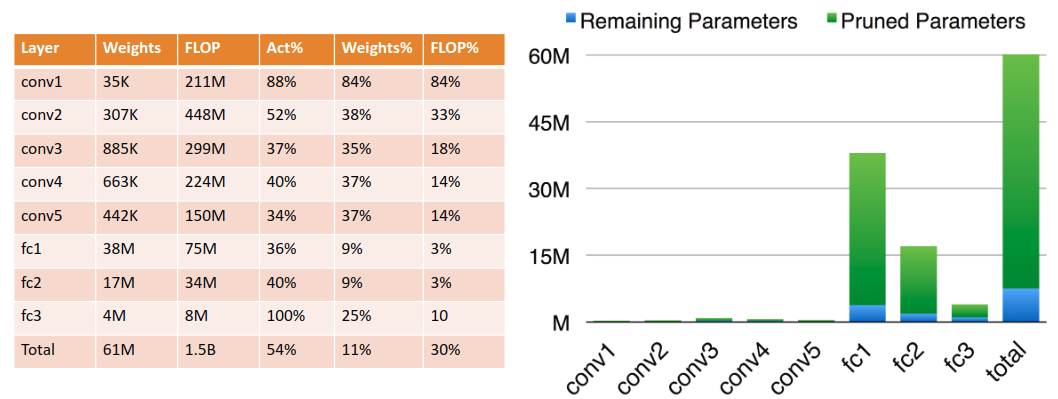 Layer Weights FLOP Act% Weights% FLOP%
conv1 35K 211M 88% 84% 84%
conv2 307K 448M 52% 38% 33%
conv3 885K 299M 37% 35% 18%
conv4 663K 224M 40% 37% 14%
conv5 442K 150M 34% 37% 14%
fc1 38M 75M 36% 9% 3%
fc2 17M 34M 40% 9% 3%
fc3 4M 8M 100% 25% 10
Total 61M 1.5B 54% 11% 30%
Remaining Parameters Pruned Parameters
60M
45M
30M
15M
M
conv1 conv2 conv3 conv4 conv5 fc1 fc2 fc3 total